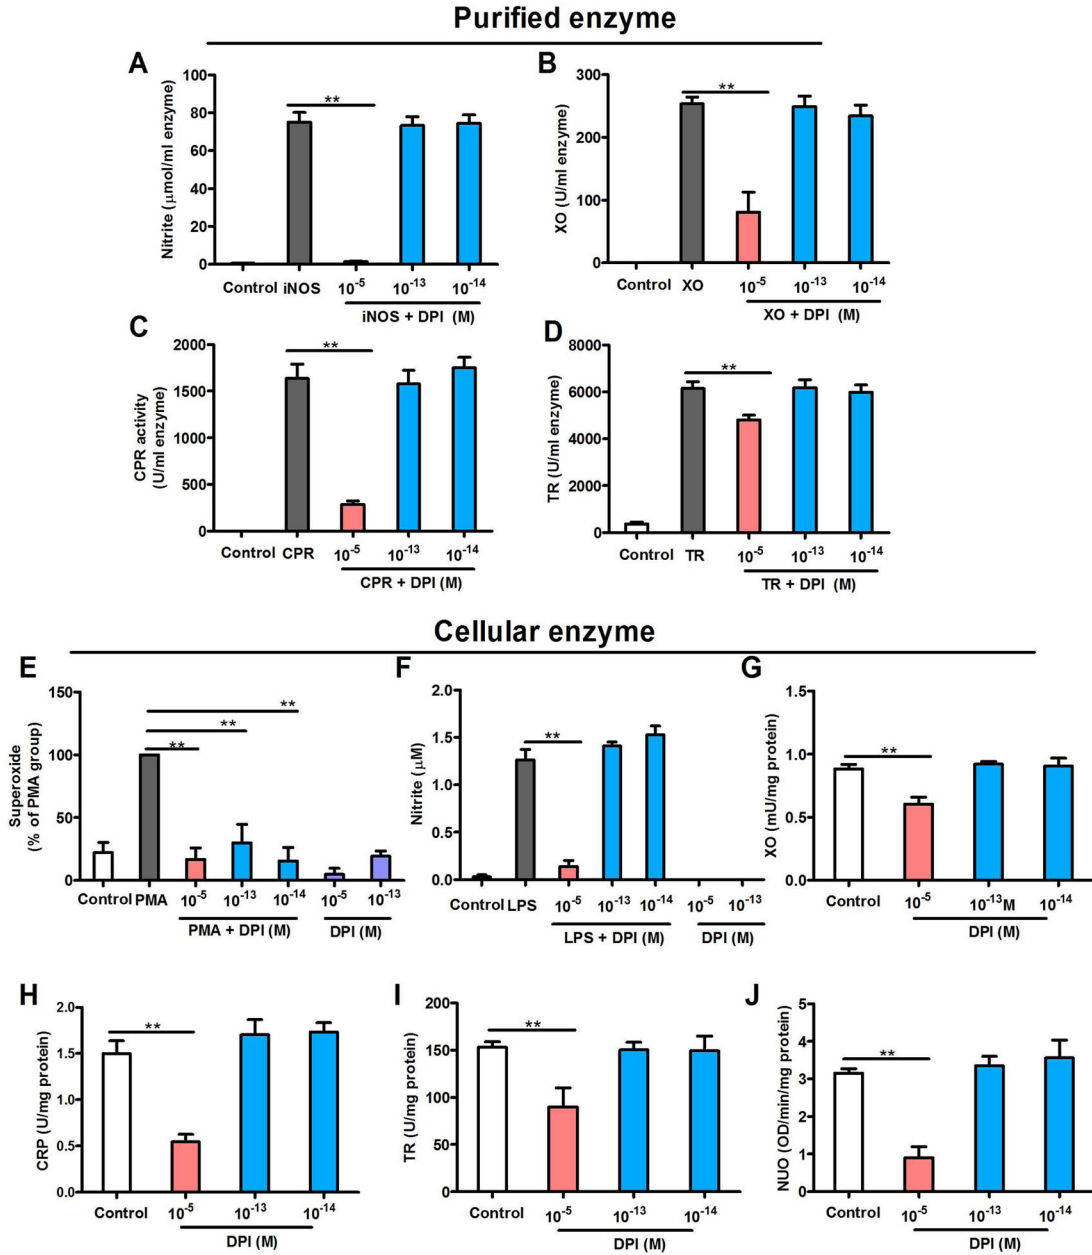 Purified enzyme
A
Nitrite (μmol/ml enzyme)
100
80
60
40
20
0
**
Control iNOS 10-5 10-13 10-14
iNOS + DPI (M)
B
XO (U/ml enzyme)
300
200
100
0
**
Control XO 10-5 10-13 10-14
XO + DPI (M)
C
CPR activity
(U/ml enzyme)
2000
1500
1000
500
0
**
Control CPR 10-5 10-13 10-14
CPR + DPI (M)
D
TR (U/ml enzyme)
8000
6000
4000
2000
0
**
Control TR 10-5 10-13 10-14
TR + DPI (M)
Cellular enzyme
E
Superoxide
(% of PMA group)
150
100
50
0
**
**
**
Control PMA 10-5 10-13 10-14 10-5 10-13
PMA + DPI (M) DPI (M)
F
Nitrite (μM)
2.0
1.5
1.0
0.5
0.0
**
Control LPS 10-5 10-13 10-14 10-5 10-13
LPS + DPI (M) DPI (M)
G
XO (mU/mg protein)
1.5
1.0
0.5
0.0
**
Control 10-5 10-13M 10-14
DPI (M)
H
CRP (U/mg protein)
2.0
1.5
1.0
0.5
0.0
**
Control 10-5 10-13 10-14
DPI (M)
I
TR (U/mg protein)
200
150
100
50
0
**
Control 10-5 10-13 10-14
DPI (M)
J
NUO (OD/min/mg protein)
5
4
3
2
1
0
**
Control 10-5 10-13 10-14
DPI (M)